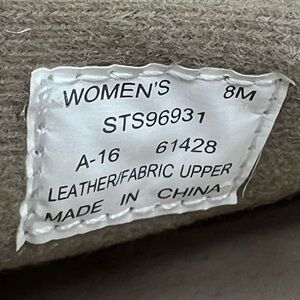 WOMEN'S 8M
STS96931
A-16 61428
LEATHER/FABRIC UPPER
MADE IN CHINA